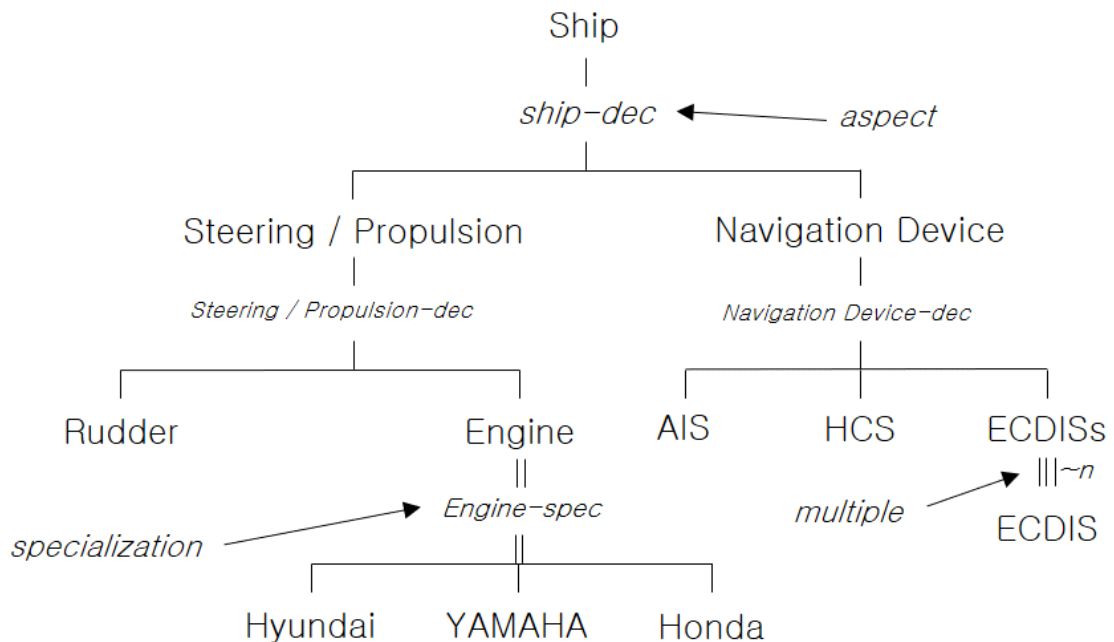 Ship
ship-dec
aspect
Steering / Propulsion
Navigation Device
Steering / Propulsion-dec
Navigation Device-dec
Rudder
Engine
AIS
HCS
ECDISs
~n
Engine-spec
multiple
specialization
ECDIS
Hyundai
YAMAHA
Honda